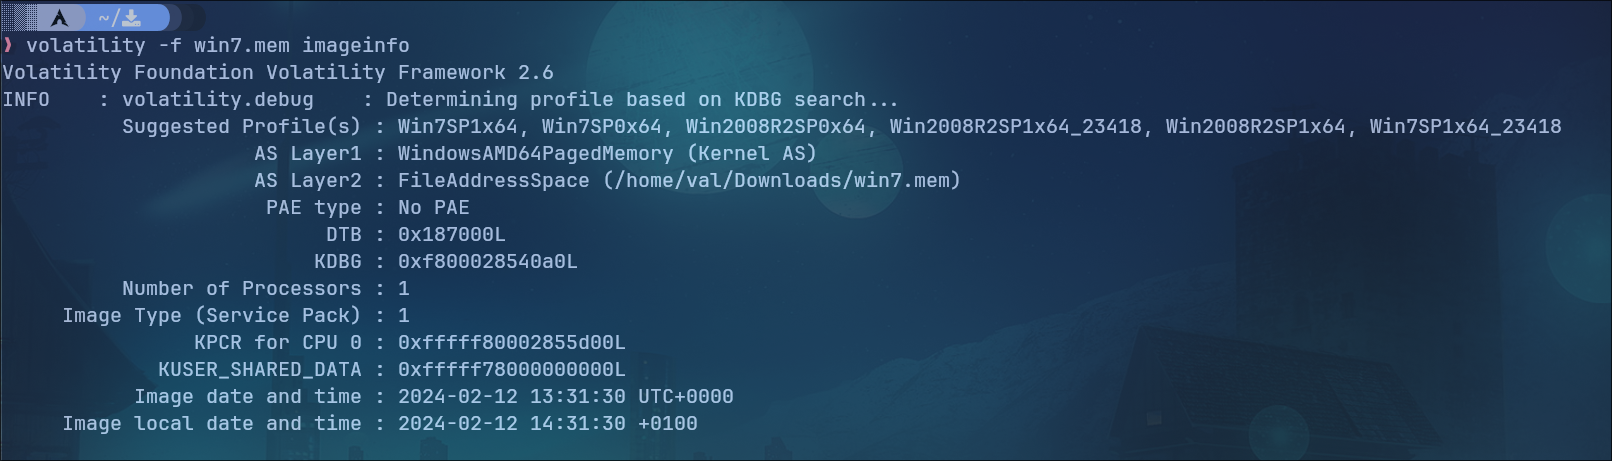 ~/
❱ volatility -f win7.mem imageinfo
Volatility Foundation Volatility Framework 2.6
INFO    : volatility.debug    : Determining profile based on KDBG search...
          Suggested Profile(s) : Win7SP1x64, Win7SP0x64, Win2008R2SP0x64, Win2008R2SP1x64_23418, Win2008R2SP1x64, Win7SP1x64_23418
                     AS Layer1 : WindowsAMD64PagedMemory (Kernel AS)
                     AS Layer2 : FileAddressSpace (/home/val/Downloads/win7.mem)
                      PAE type : No PAE
                           DTB : 0x187000L
                          KDBG : 0xf800028540a0L
          Number of Processors : 1
     Image Type (Service Pack) : 1
                KPCR for CPU 0 : 0xfffff80002855d00L
             KUSER_SHARED_DATA : 0xfffff78000000000L
           Image date and time : 2024-02-12 13:31:30 UTC+0000
     Image local date and time : 2024-02-12 14:31:30 +0100